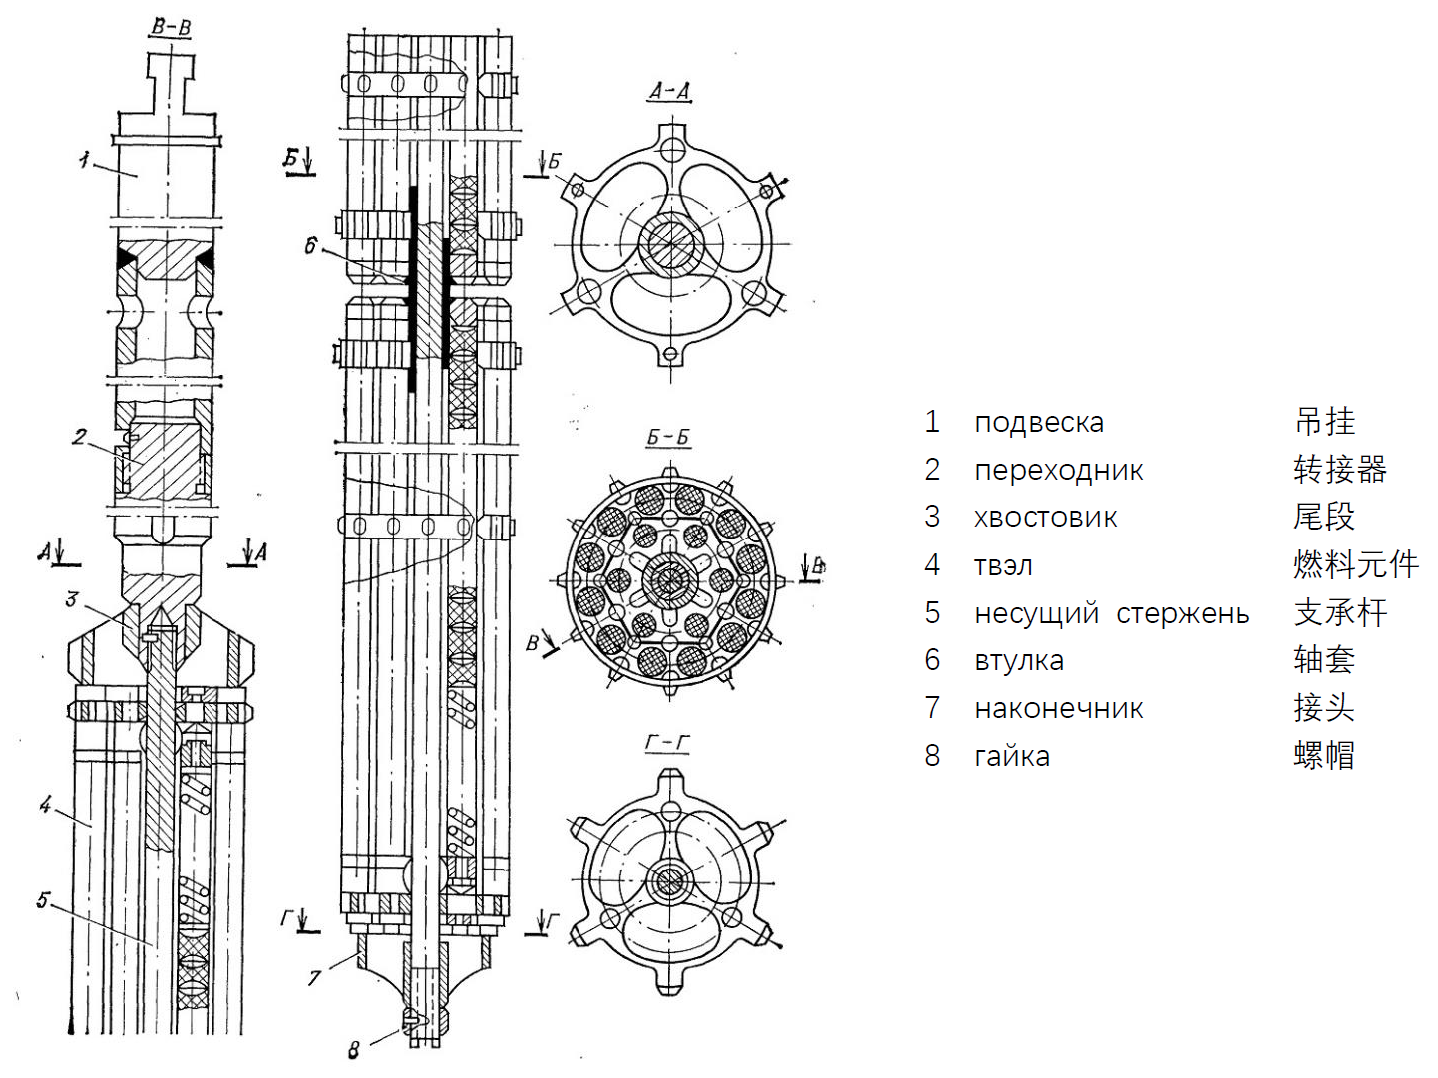 В-В
1
2
А
А
3
4
5
Б
Б
6
Г
Г
7
8
А-А
Б-Б
В
В
Г-Г
1 подвеска 吊挂
2 переходник 转接器
3 хвостовик 尾段
4 твэл 燃料元件
5 несущий стержень 支承杆
6 втулка 轴套
7 наконечник 接头
8 гайка 螺帽